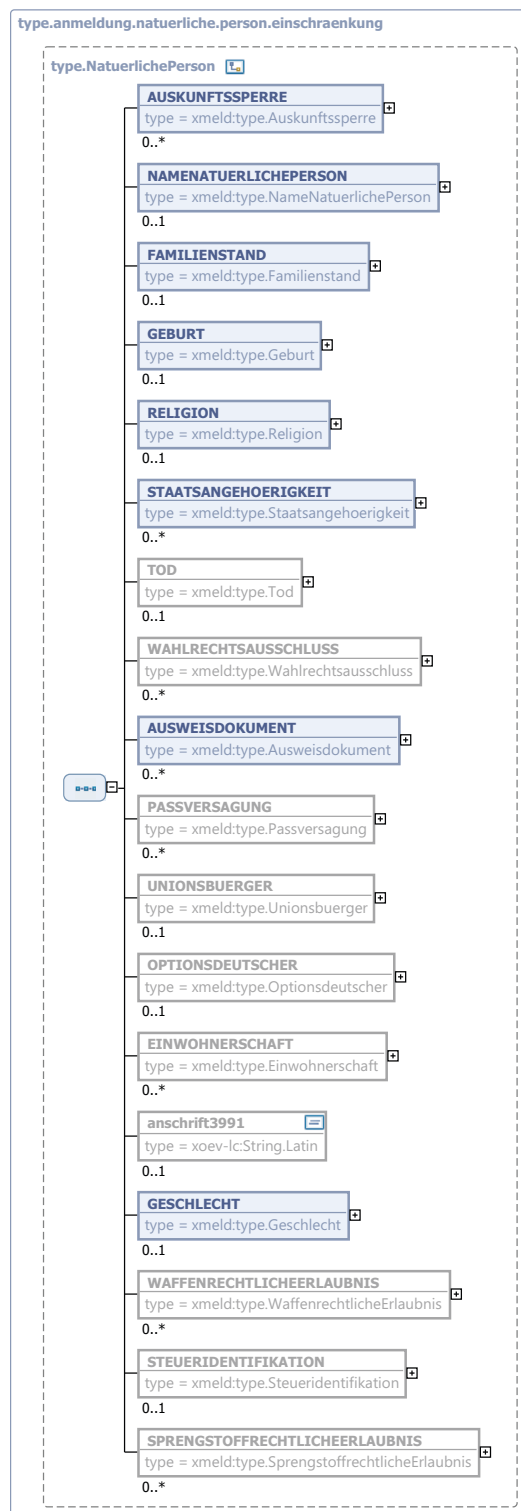 type.anmeldung.natuerliche.person.einschraenkung
type.NatuerlichePerson
AUSKUNFTSSPERRE
type = xmeld:type.Auskunftssperre
0..*
NAMENATUERLICHEPERSON
type = xmeld:type.NameNatuerlichePerson
0..1
FAMILIENSTAND
type = xmeld:type.Familienstand
0..1
GEBURT
type = xmeld:type.Geburt
0..1
RELIGION
type = xmeld:type.Religion
0..1
STAATSANGEHOERIGKEIT
type = xmeld:type.Staatsangehoerigkeit
0..*
TOD
type = xmeld:type.Tod
0..1
WAHLRECHTSAUSSCHLUSS
type = xmeld:type.Wahlrechtsausschluss
0..*
AUSWEISDOKUMENT
type = xmeld:type.Ausweisdokument
0..*
PASSVERSAGUNG
type = xmeld:type.Passversagung
0..*
UNIONSBUERGER
type = xmeld:type.Unionsbuerger
0..1
OPTIONSDEUTSCHER
type = xmeld:type.Optionsdeutscher
0..1
EINWOHNERSCHAFT
type = xmeld:type.Einwohnerschaft
0..*
anschrift3991
type = xoev-lc:String.Latin
0..1
GESCHLECHT
type = xmeld:type.Geschlecht
0..1
WAFFENRECHTLICHEERLAUBNIS
type = xmeld:type.WaffenrechtlicheErlaubnis
0..*
STEUERIDENTIFIKATION
type = xmeld:type.Steueridentifikation
0..1
SPRENGSTOFFRECHTLICHEERLAUBNIS
type = xmeld:type.SprengstoffrechtlicheErlaubnis
0..*